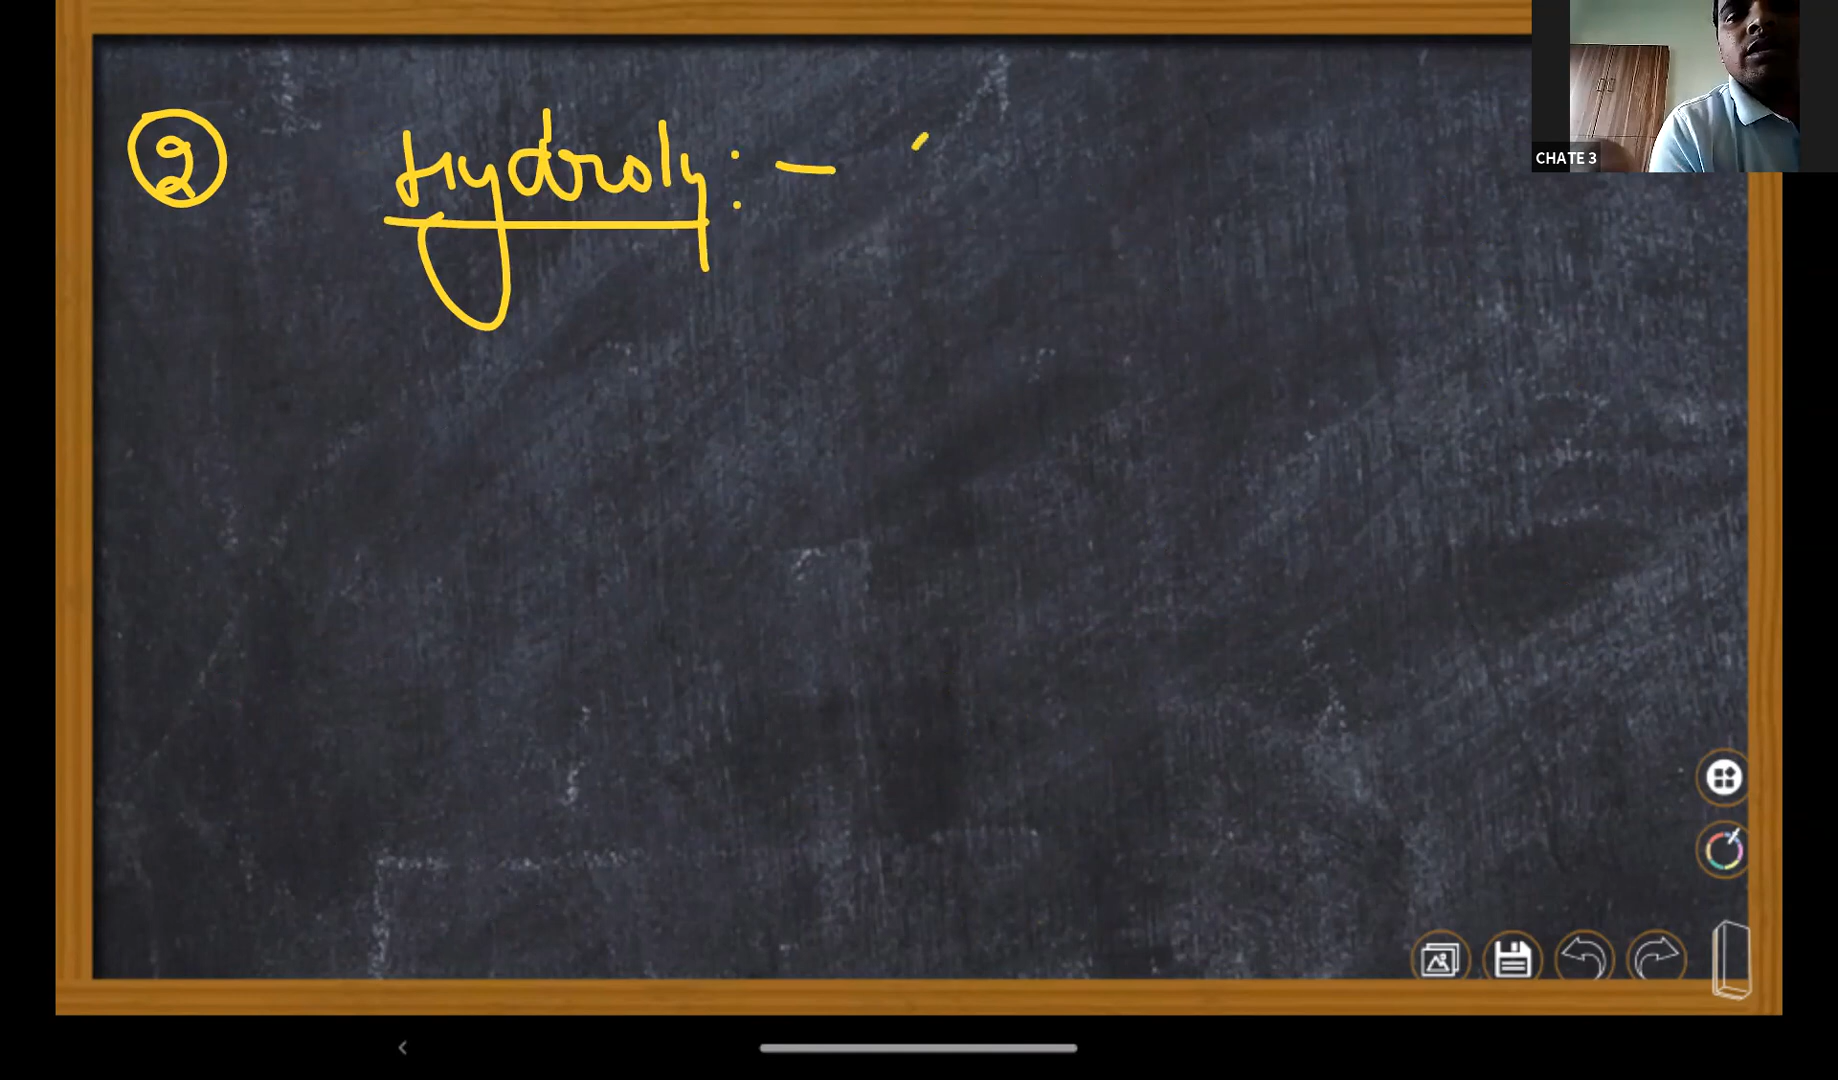 CHATE 3
② Hydroly : -